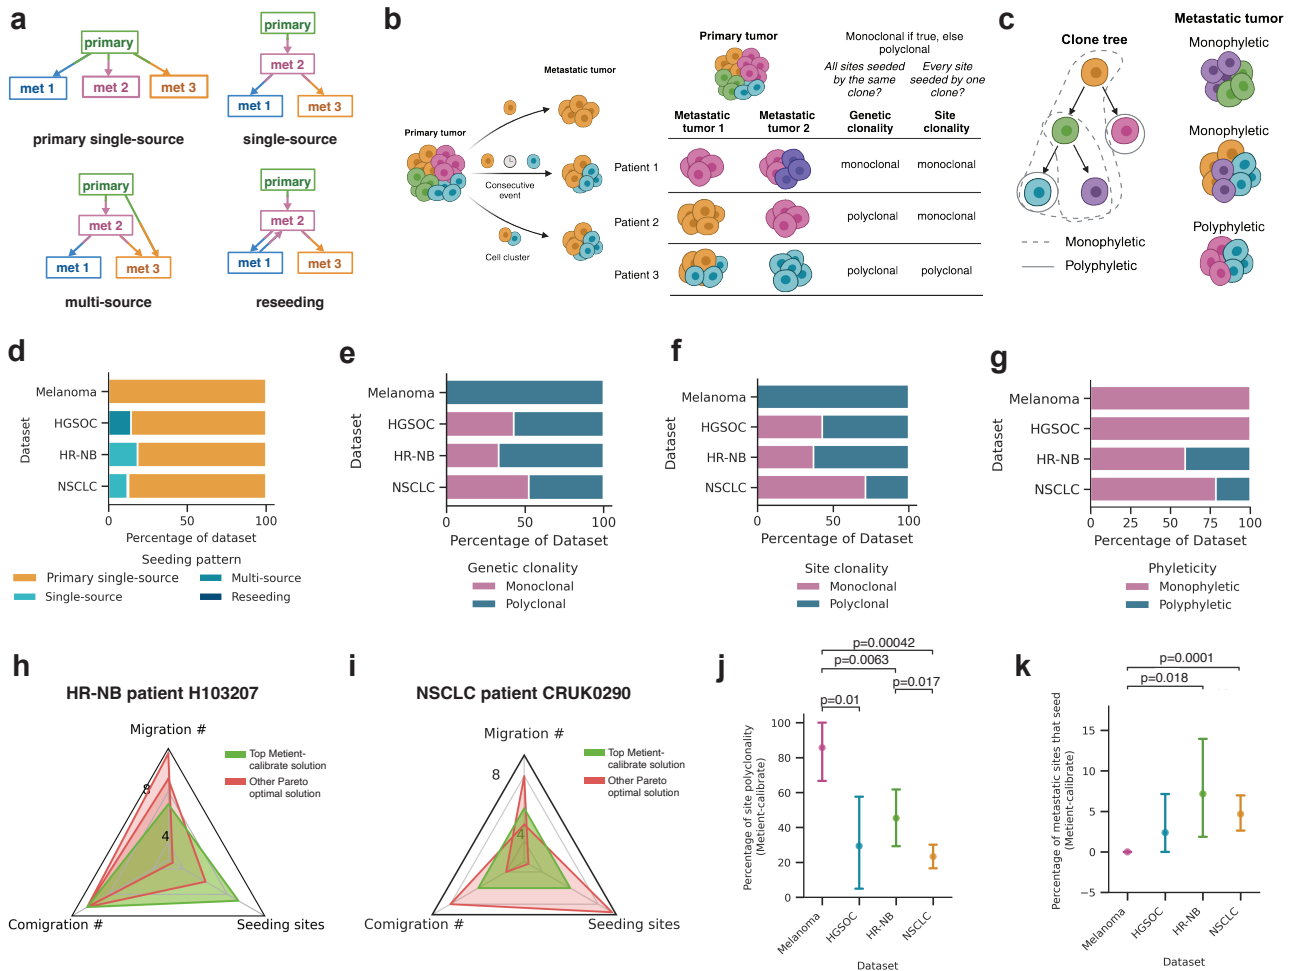 a
primary
met 1
met 2
met 3
primary single-source
primary
met 2
met 1
met 3
single-source
primary
met 2
met 1
met 3
multi-source
primary
met 2
met 1
met 3
reseeding
b
Metastatic tumor
Primary tumor
Consecutive
event
Cell cluster
Primary tumor
Monoclonal if true, else
polyclonal
All sites seeded
by the same
clone?
Every site
seeded by one
clone?
Metastatic
tumor 1
Metastatic
tumor 2
Genetic
clonality
Site
clonality
Patient 1
monoclonal
monoclonal
Patient 2
polyclonal
monoclonal
Patient 3
polyclonal
polyclonal
c
Clone tree
Metastatic tumor
Monophyletic
Monophyletic
Polyphyletic
Monophyletic
Polyphyletic
d
Dataset
Melanoma
HGSOC
HR-NB
NSCLC
0
50
100
Percentage of dataset
Seeding pattern
Primary single-source
Multi-source
Single-source
Reseeding
e
Dataset
Melanoma
HGSOC
HR-NB
NSCLC
0
50
100
Percentage of Dataset
Genetic clonality
Monoclonal
Polyclonal
f
Dataset
Melanoma
HGSOC
HR-NB
NSCLC
0
50
100
Percentage of Dataset
Site clonality
Monoclonal
Polyclonal
g
Dataset
Melanoma
HGSOC
HR-NB
NSCLC
0
25
50
75
100
Percentage of Dataset
Phyleticity
Monophyletic
Polyphyletic
h
HR-NB patient H103207
Migration #
Top Metient-
calibrate solution
Other Pareto
optimal solution
8
4
Comigration #
Seeding sites
i
NSCLC patient CRUK0290
Migration #
Top Metient-
calibrate solution
Other Pareto
optimal solution
8
4
Comigration #
Seeding sites
j
p=0.00042
p=0.0063
p=0.017
p=0.01
Percentage of site polyclonality
(Metient-calibrate)
100
80
60
40
20
0
Melanoma
HGSOC
HR-NB
NSCLC
Dataset
k
p=0.0001
p=0.018
Percentage of metastatic sites that seed
(Metient-calibrate)
15
10
5
0
−5
Melanoma
HGSOC
HR-NB
NSCLC
Dataset